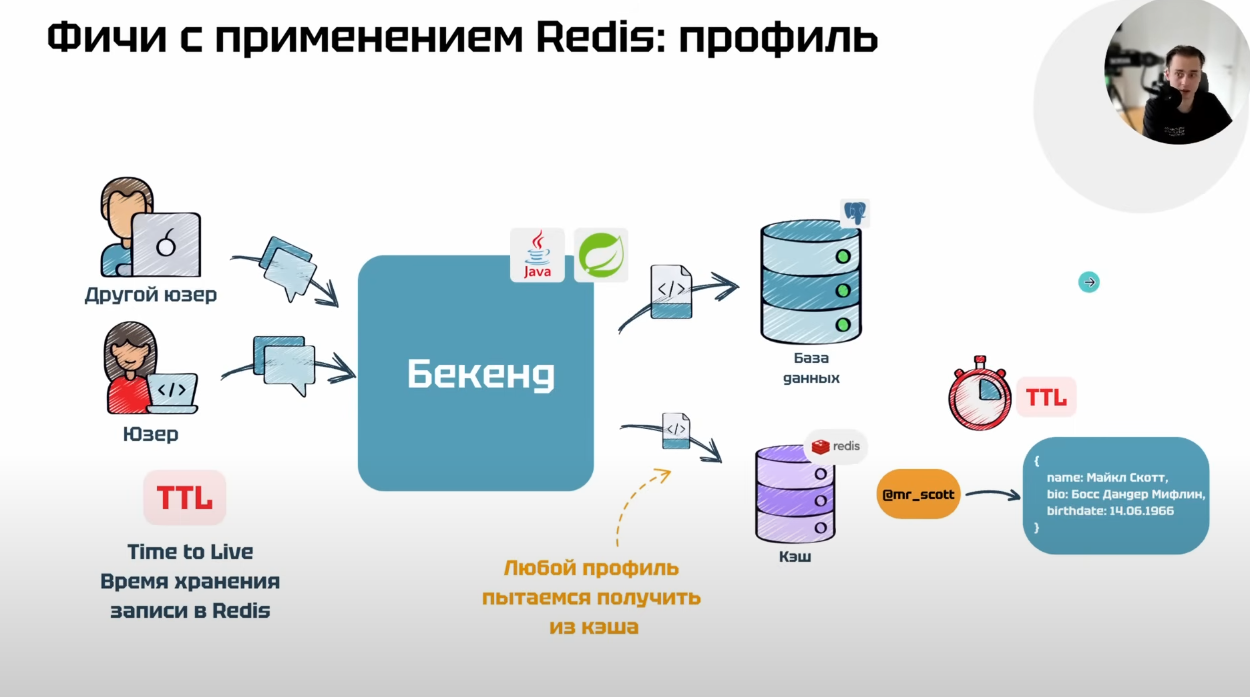 Фичи с применением Redis: профиль
Java
Другой юзер
Бекенд
База
данных
Юзер
</>
</>
</>
TTL
redis
TTL
Time to Live
Время хранения
записи в Redis
Любой профиль
пытаемся получить
из кэша
Кэш
@mr_scott
{
name: Майкл Скотт,
bio: Босс Дандер Мифлин,
birthdate: 14.06.1966
}